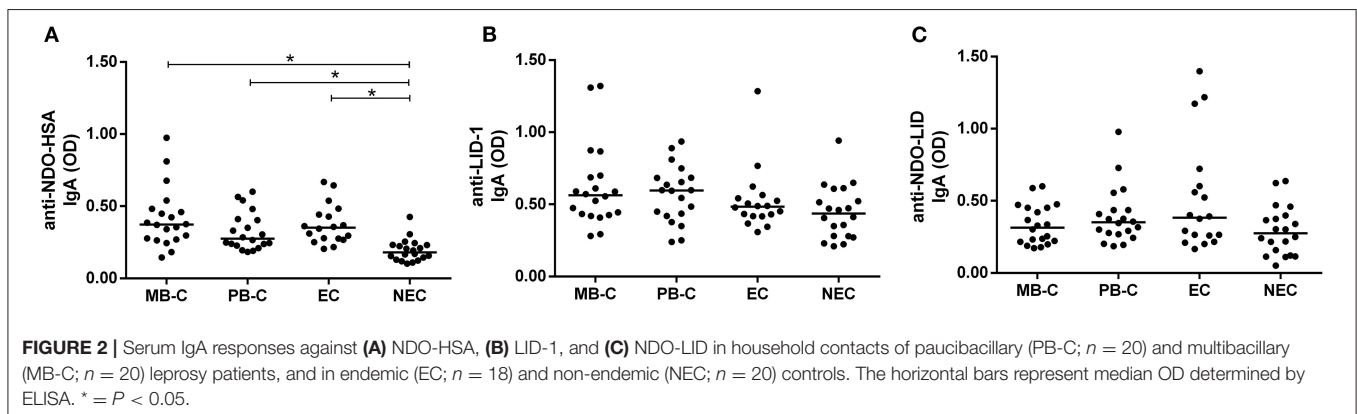 A
anti-NDO-HSA
IgA (OD)
1.50
1.00
0.50
0.00
*
*
*
MB-C PB-C EC NEC
B
anti-LID-1
IgA (OD)
1.50
1.00
0.50
0.00
MB-C PB-C EC NEC
C
anti-NDO-LID
IgA (OD)
1.50
1.00
0.50
0.00
MB-C PB-C EC NEC
FIGURE 2 | Serum IgA responses against (A) NDO-HSA, (B) LID-1, and (C) NDO-LID in household contacts of paucibacillary (PB-C; n = 20) and multibacillary
(MB-C; n = 20) leprosy patients, and in endemic (EC; n = 18) and non-endemic (NEC; n = 20) controls. The horizontal bars represent median OD determined by
ELISA. * = P < 0.05.